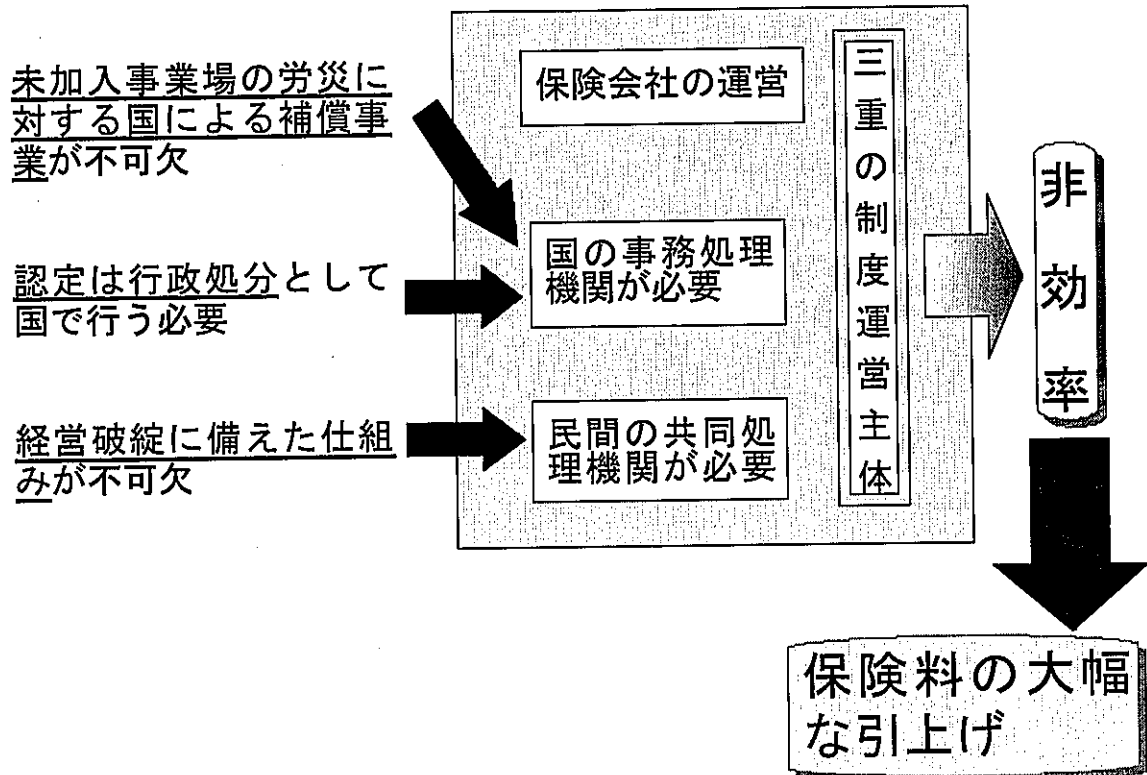 未加入事業場の労災に
対する国による補償事
業が不可欠
認定は行政処分として
国で行う必要
経営破綻に備えた仕組
みが不可欠
保険会社の運営
国の事務処理
機関が必要
民間の共同処
理機関が必要
三重の制度運営主体
非効率
保険料の大幅
な引上げ